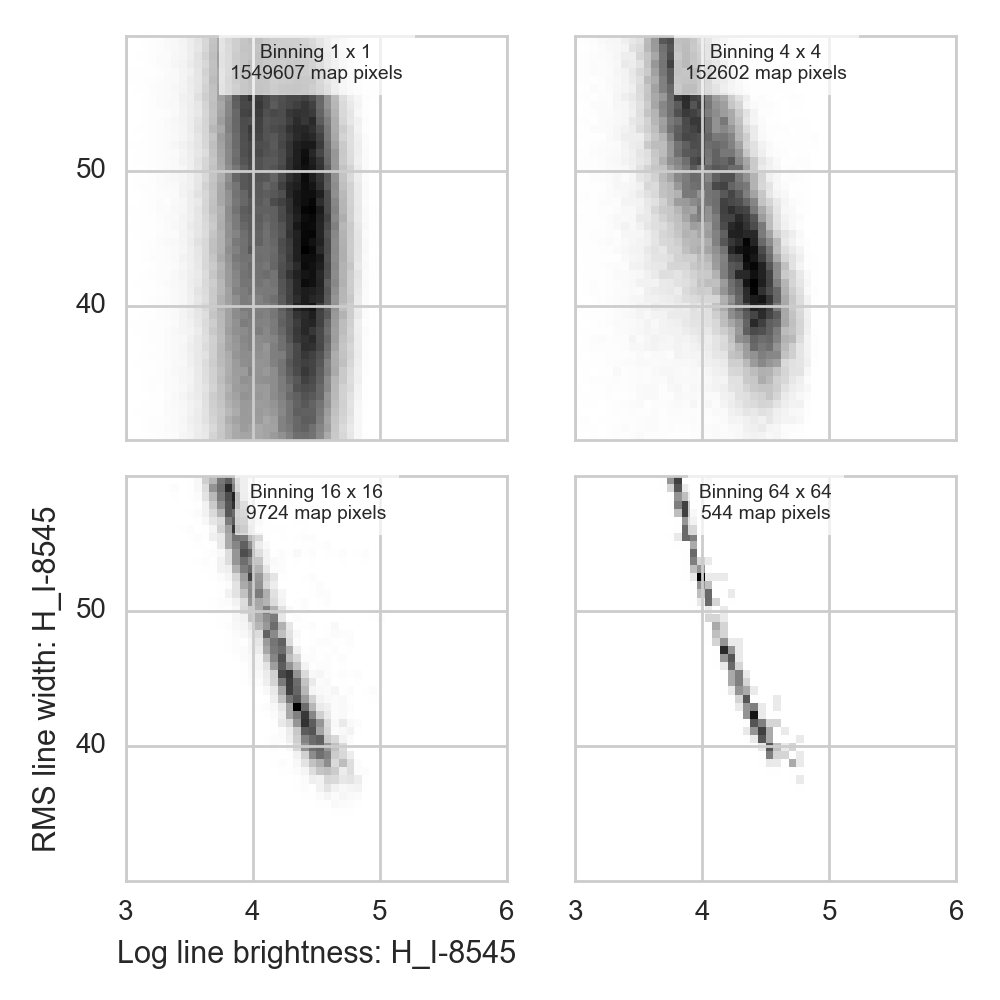 Binning 1 x 1
1549607 map pixels
Binning 4 x 4
152602 map pixels
50
40
Binning 16 x 16
9724 map pixels
Binning 64 x 64
544 map pixels
50
40
RMS line width: H_I-8545
3 4 5 6 3 4 5 6
Log line brightness: H_I-8545